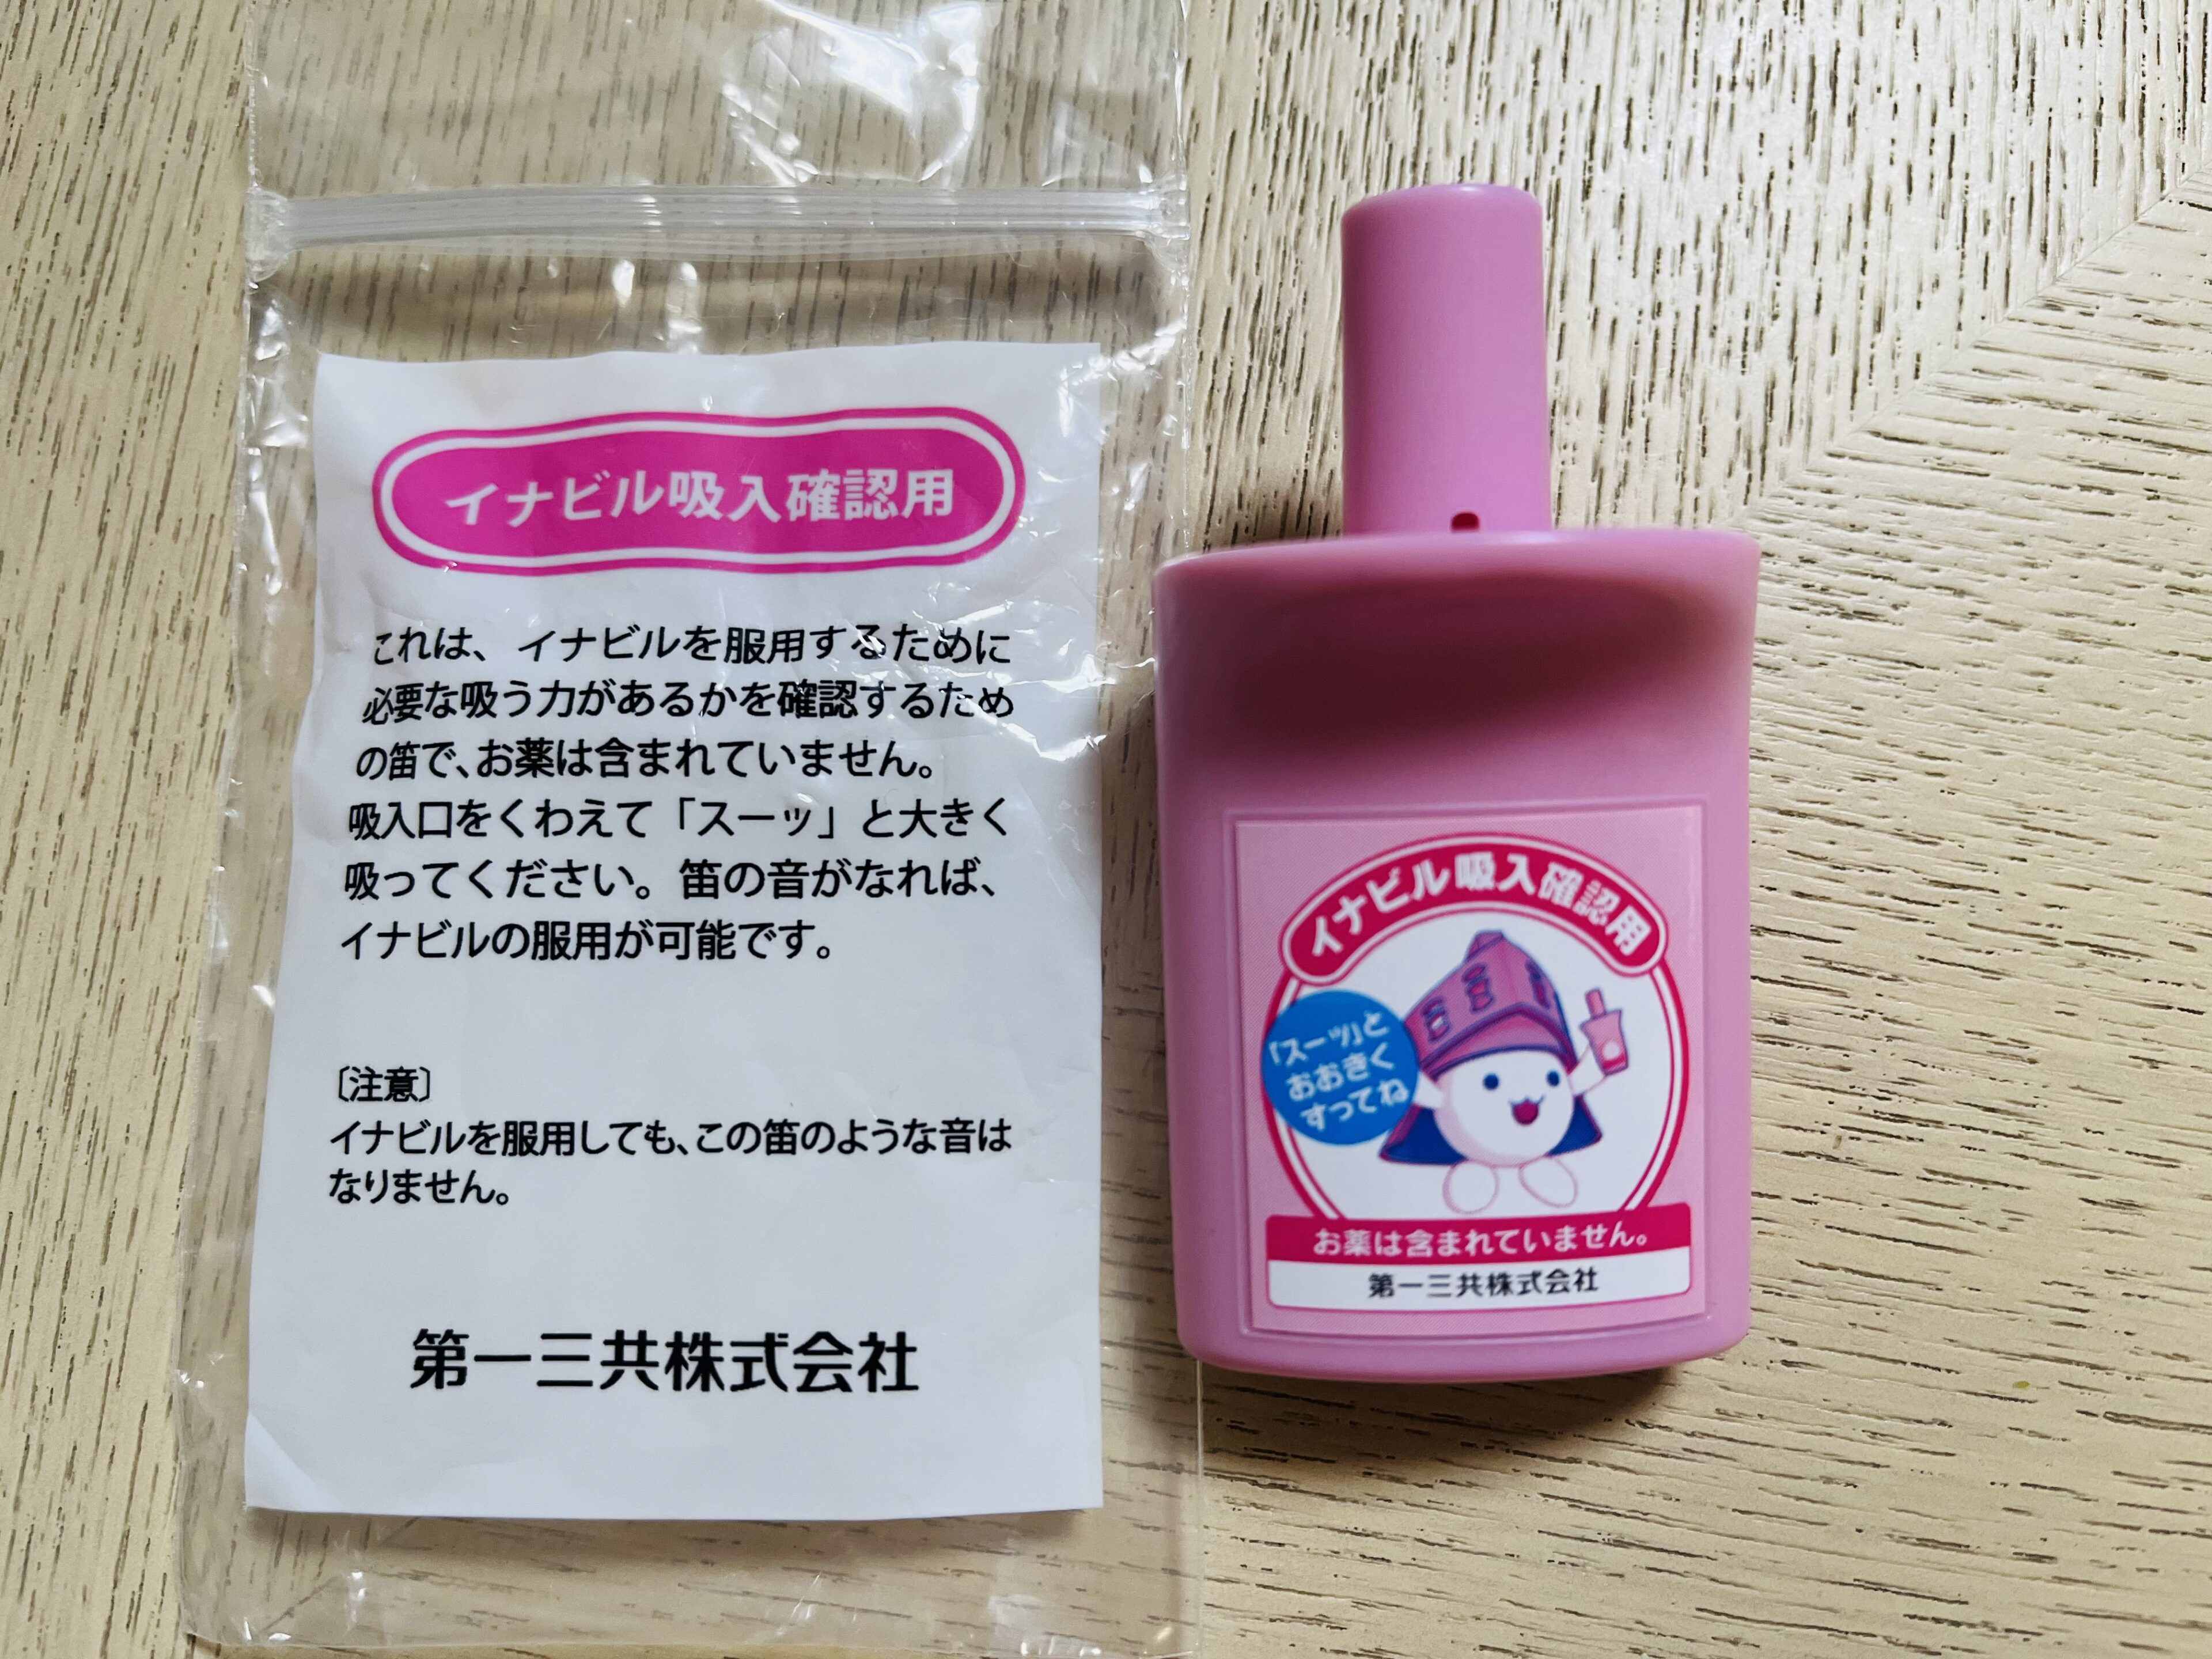 イナビル吸入確認用
これは、イナビルを服用するために
必要な吸う力があるかを確認するため
の笛で、お薬は含まれていません。
吸入口をくわえて「スーッ」と大きく
吸ってください。笛の音がなれば、
イナビルの服用が可能です。
〔注意〕
イナビルを服用しても、この笛のような音は
なりません。
第一三共株式会社
イナビル吸入確認用
「スーッ」と
おおきく
すってね
お薬は含まれていません。
第一三共株式会社